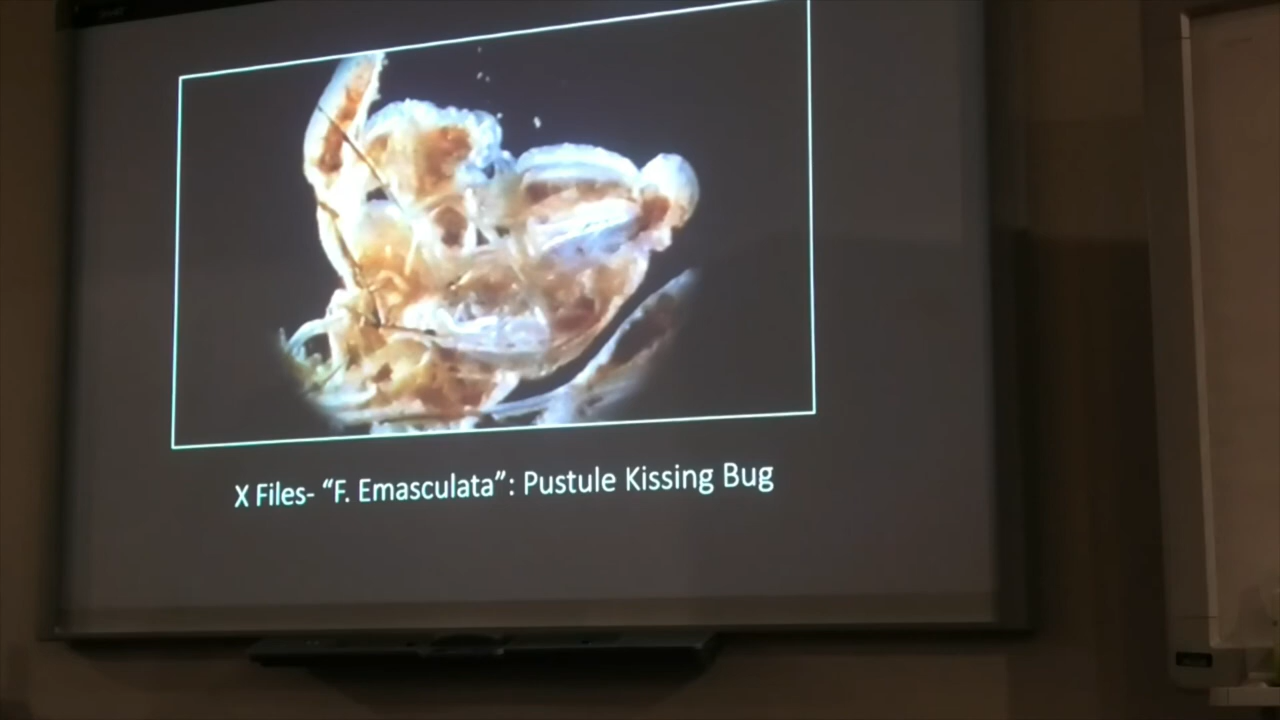 X Files- “F. Emasculata”: Pustule Kissing Bug